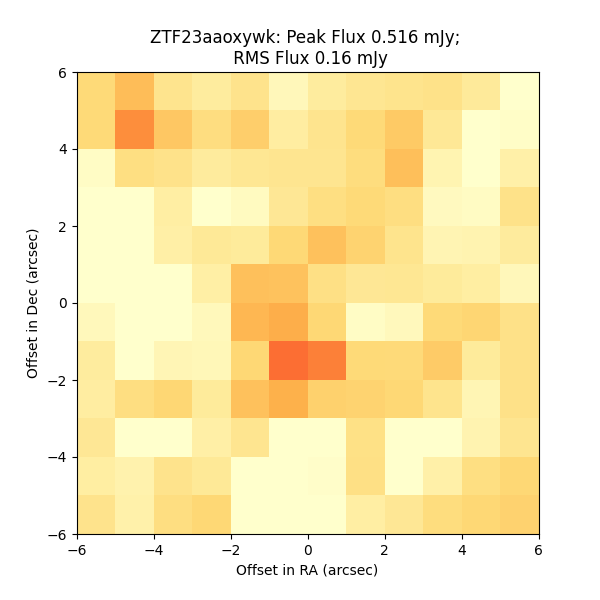 ZTF23aaoxywk: Peak Flux 0.516 mJy;
RMS Flux 0.16 mJy
6
4
2
0
−2
−4
−6
Offset in Dec (arcsec)
−6 −4 −2 0 2 4 6
Offset in RA (arcsec)